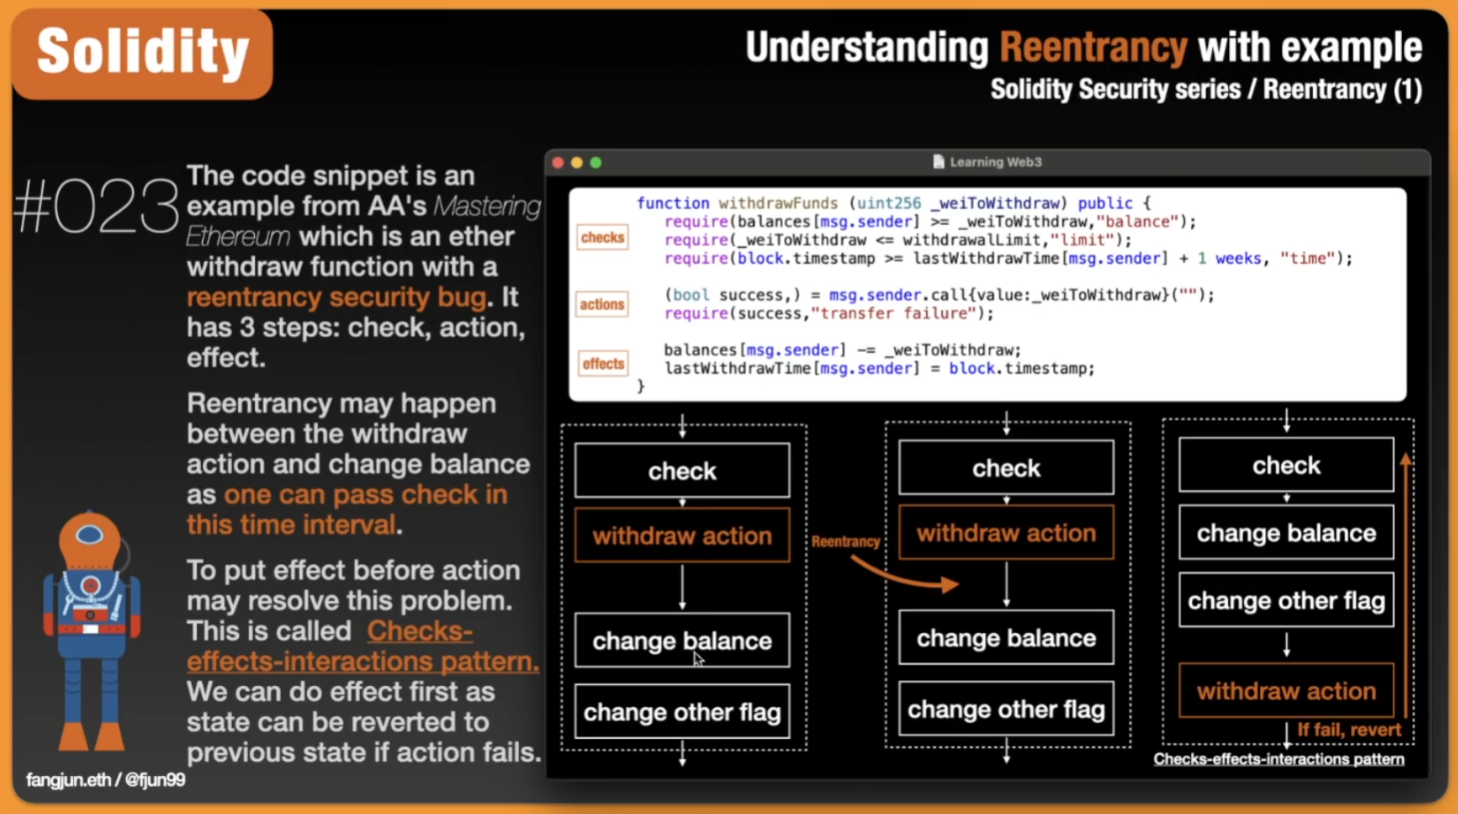 Solidity
Understanding Reentrancy with example
Solidity Security series / Reentrancy (1)
#023
The code snippet is an
example from AA's Mastering
Ethereum which is an ether
withdraw function with a
reentrancy security bug. It
has 3 steps: check, action,
effect.
Reentrancy may happen
between the withdraw
action and change balance
as one can pass check in
this time interval.
To put effect before action
may resolve this problem.
This is called Checks-
effects-interactions pattern.
We can do effect first as
state can be reverted to
previous state if action fails.
fangjun.eth / @fjun99
Learning Web3
function withdrawFunds (uint256 _weiToWithdraw) public {
checks
require(balances[msg.sender] >= _weiToWithdraw,"balance");
require(_weiToWithdraw <= withdrawalLimit,"limit");
require(block.timestamp >= lastWithdrawTime[msg.sender] + 1 weeks, "time");
actions
(bool success,) = msg.sender.call{value:_weiToWithdraw}("");
require(success,"transfer failure");
effects
balances[msg.sender] -= _weiToWithdraw;
lastWithdrawTime[msg.sender] = block.timestamp;
}
check
withdraw action
change balance
change other flag
Reentrancy
check
withdraw action
change balance
change other flag
check
change balance
change other flag
withdraw action
If fail, revert
Checks-effects-interactions pattern